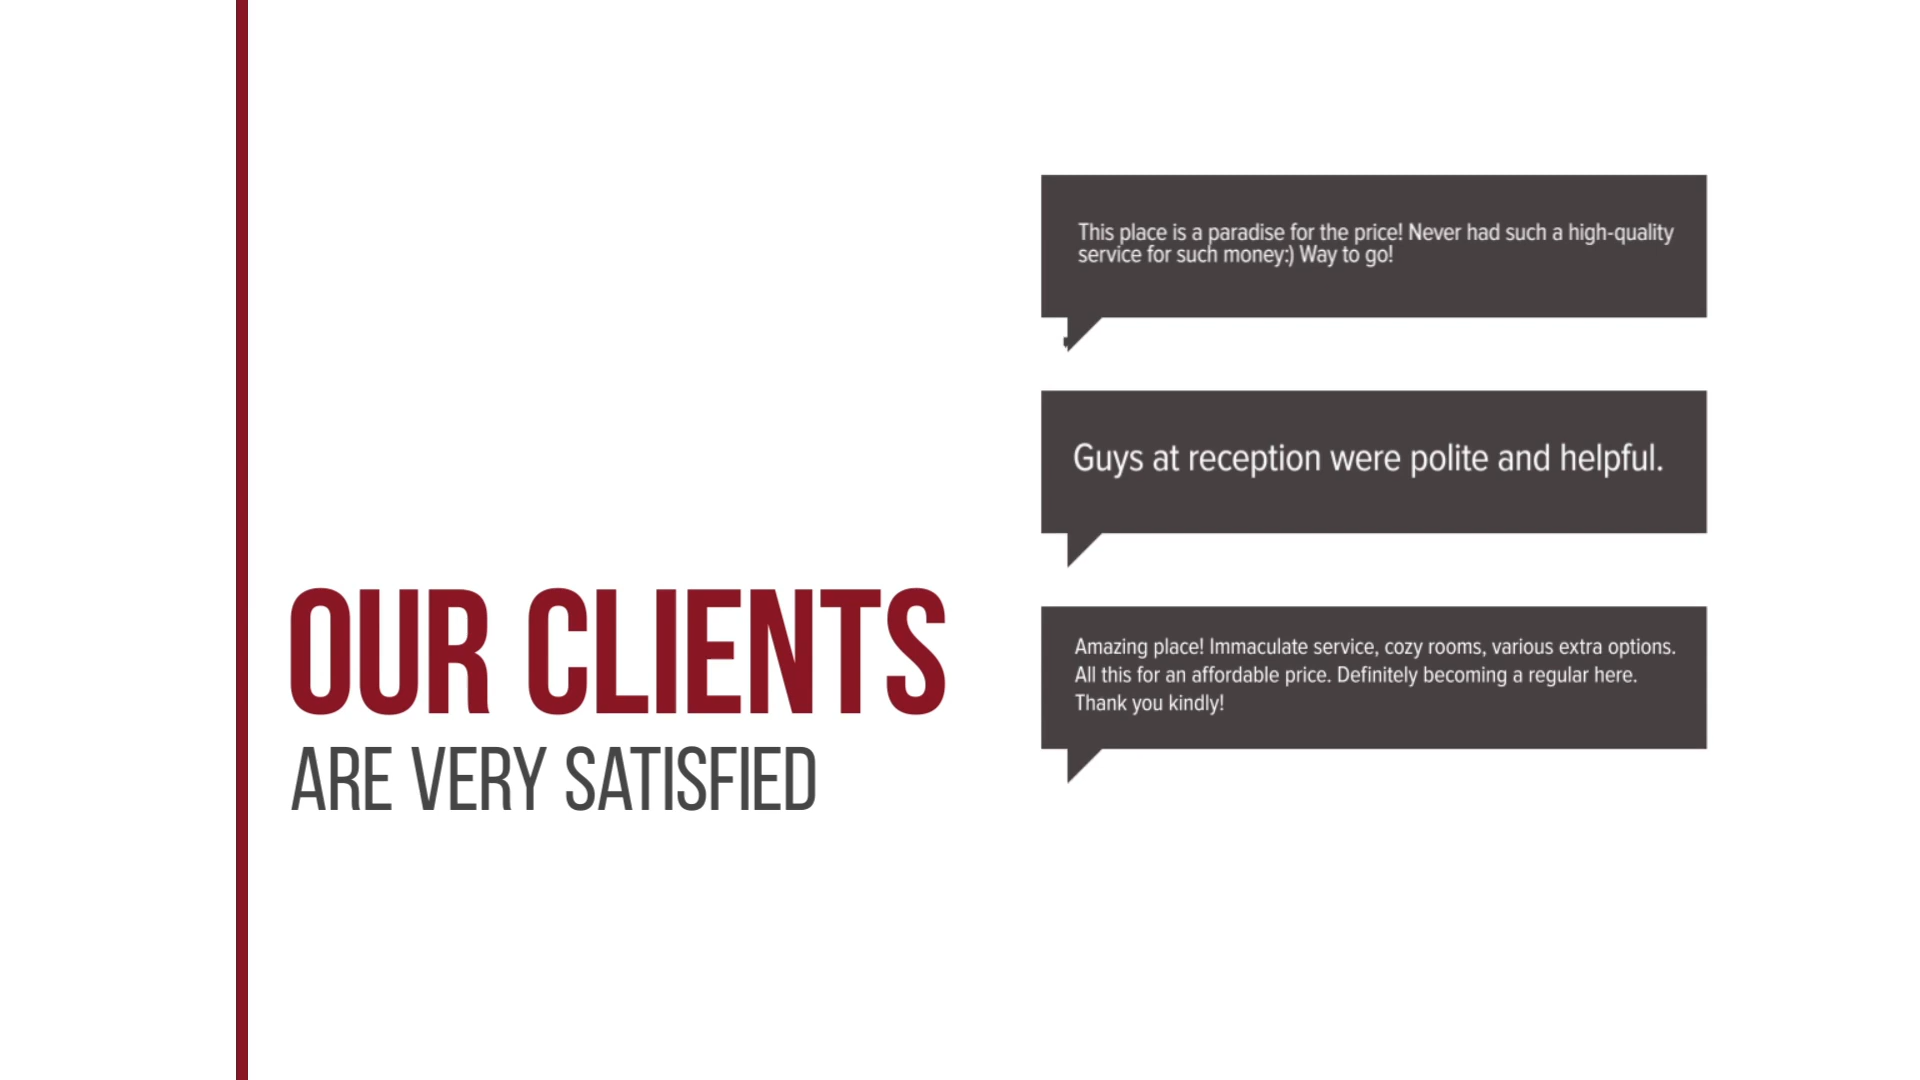 OUR CLIENTS
ARE VERY SATISFIED
This place is a paradise for the price! Never had such a high-quality
service for such money:) Way to go!
Guys at reception were polite and helpful.
Amazing place! Immaculate service, cozy rooms, various extra options.
All this for an affordable price. Definitely becoming a regular here.
Thank you kindly!